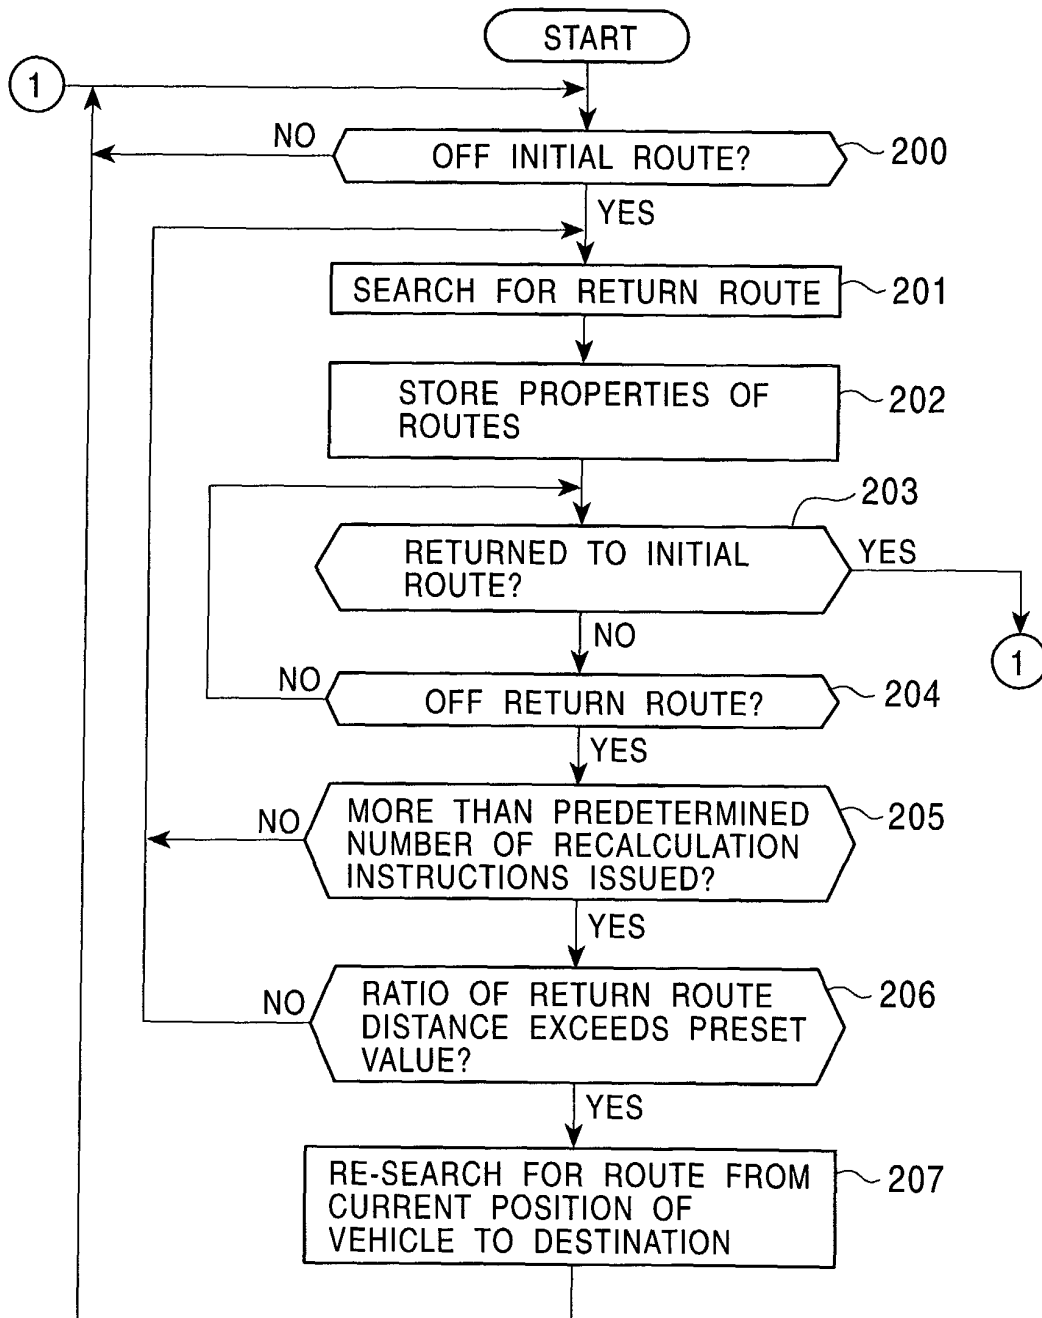 START
1
NO
OFF INITIAL ROUTE?
200
YES
SEARCH FOR RETURN ROUTE
201
STORE PROPERTIES OF
ROUTES
202
203
RETURNED TO INITIAL
ROUTE?
YES
NO
1
NO
OFF RETURN ROUTE?
204
YES
NO
MORE THAN PREDETERMINED
NUMBER OF RECALCULATION
INSTRUCTIONS ISSUED?
205
YES
NO
RATIO OF RETURN ROUTE
DISTANCE EXCEEDS PRESET
VALUE?
206
YES
RE-SEARCH FOR ROUTE FROM
CURRENT POSITION OF
VEHICLE TO DESTINATION
207